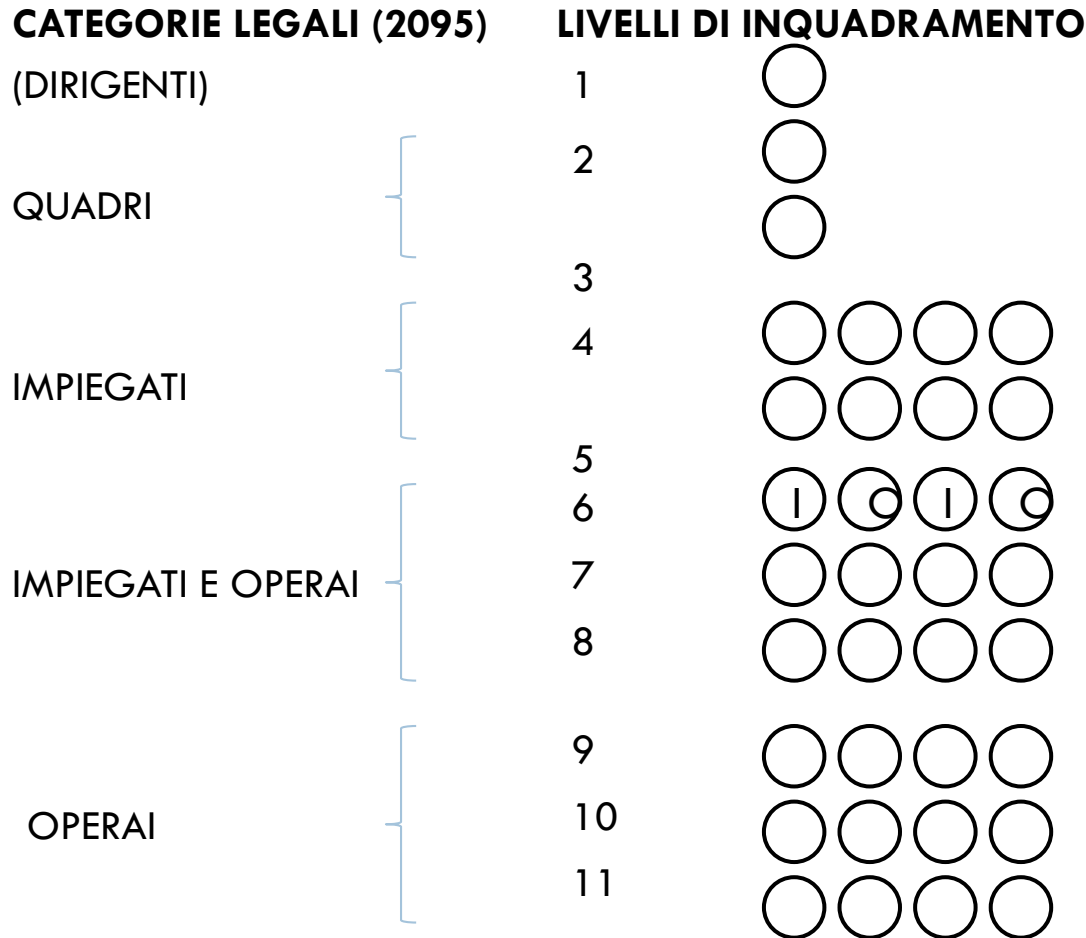 CATEGORIE LEGALI (2095) LIVELLI DI INQUADRAMENTO
(DIRIGENTI) 1
2
QUADRI
3
4
IMPIEGATI
5
6 I O I O
IMPIEGATI E OPERAI 7
8
9
OPERAI 10
11